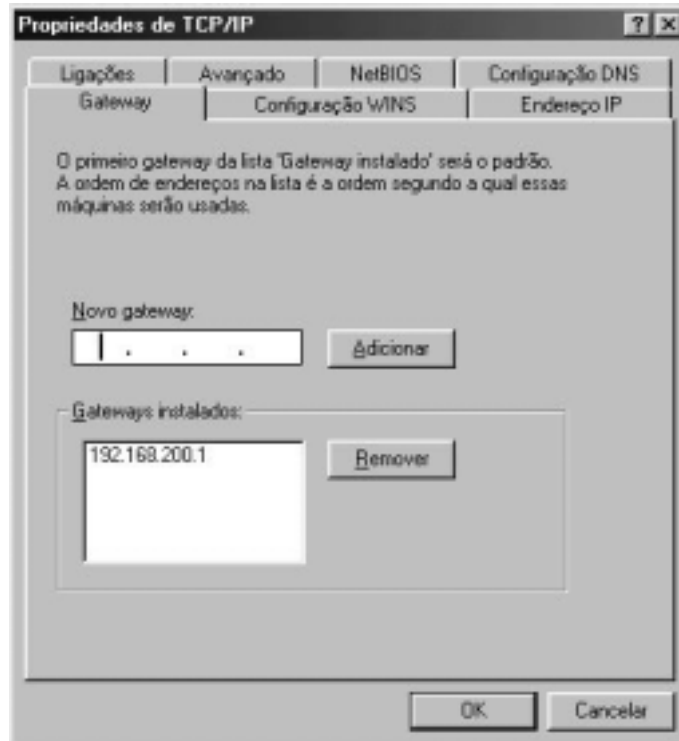 Propriedades de TCP/IP
Ligações Avançado NetBIOS Configuração DNS
Gateway Configuração WINS Endereço IP
O primeiro gateway da lista 'Gateway instalado' será o padrão.
A ordem de endereços na lista é a ordem segundo a qual essas
máquinas serão usadas.
Novo gateway:
. . .
Adicionar
Gateways instalados:
192.168.200.1
Remover
OK Cancelar